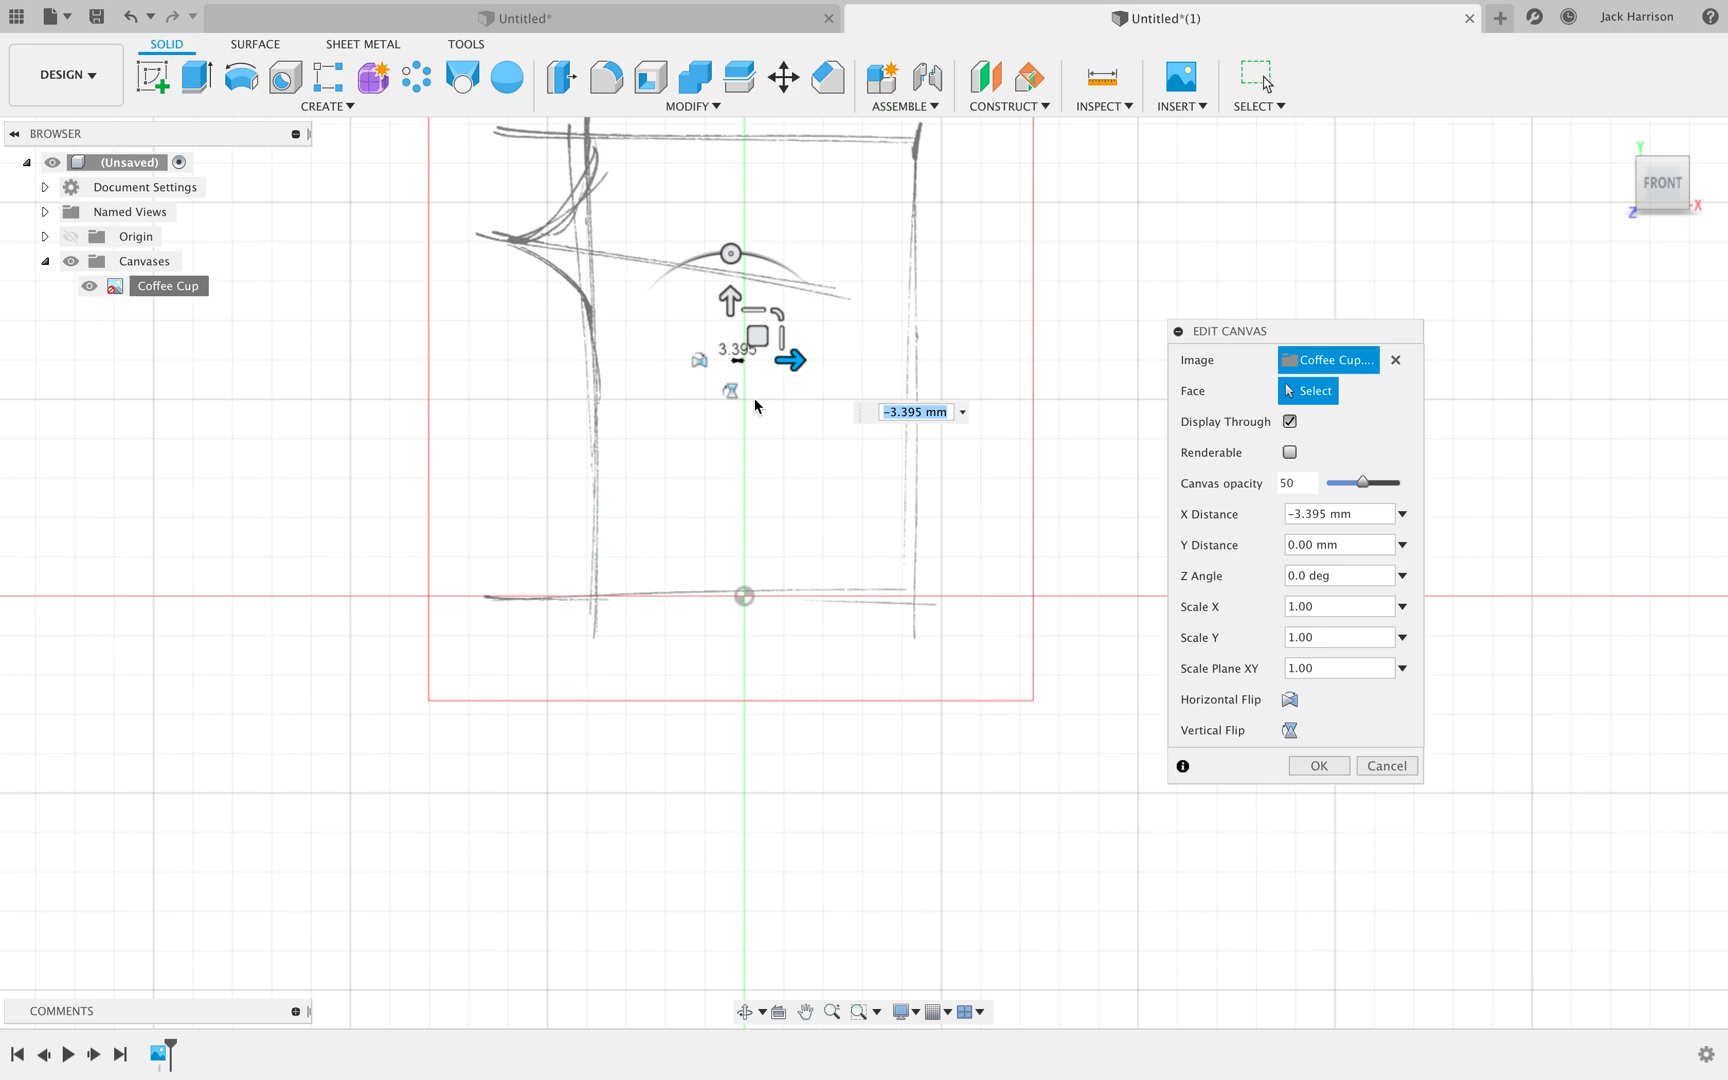 Untitled*
Untitled*(1)
Jack Harrison
DESIGN
SOLID
SURFACE
SHEET METAL
TOOLS
CREATE
MODIFY
ASSEMBLE
CONSTRUCT
INSPECT
INSERT
SELECT
BROWSER
(Unsaved)
Document Settings
Named Views
Origin
Canvases
Coffee Cup
Y
FRONT
Z
X
3.395
-3.395 mm
EDIT CANVAS
Image
Coffee Cup....
Face
Select
Display Through
Renderable
Canvas opacity
50
X Distance
-3.395 mm
Y Distance
0.00 mm
Z Angle
0.0 deg
Scale X
1.00
Scale Y
1.00
Scale Plane XY
1.00
Horizontal Flip
Vertical Flip
OK
Cancel
COMMENTS